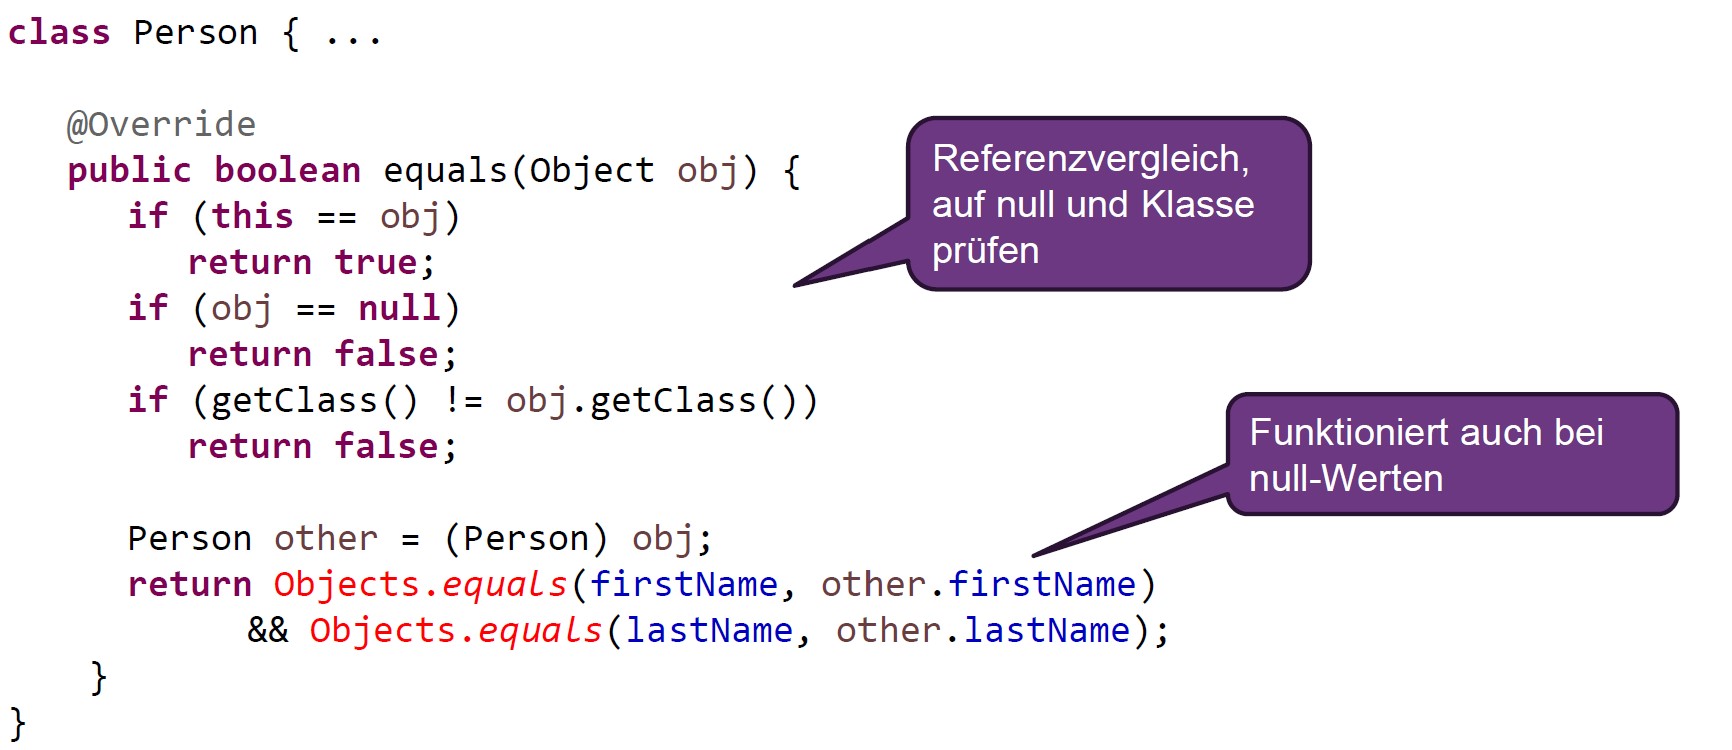 class Person { ...
@Override
public boolean equals(Object obj) {
if (this == obj)
return true;
if (obj == null)
return false;
if (getClass() != obj.getClass())
return false;
Person other = (Person) obj;
return Objects.equals(firstName, other.firstName)
&& Objects.equals(lastName, other.lastName);
}
}
Referenzvergleich,
auf null und Klasse
prüfen
Funktioniert auch bei
null-Werten